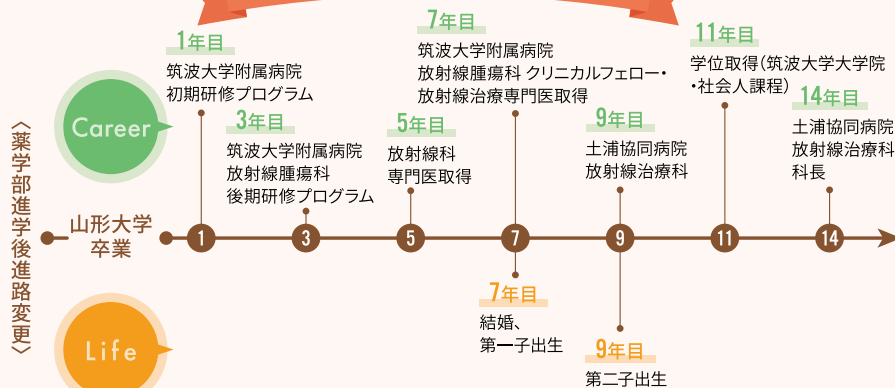 〈薬学部進学後進路変更〉
山形大学
卒業
Career
1年目
筑波大学附属病院
初期研修プログラム
3年目
筑波大学附属病院
放射線腫瘍科
後期研修プログラム
5年目
放射線科
専門医取得
7年目
筑波大学附属病院
放射線腫瘍科 クリニカルフェロー・
放射線治療専門医取得
9年目
土浦協同病院
放射線治療科
11年目
学位取得（筑波大学大学院
・社会人課程）
14年目
土浦協同病院
放射線治療科
科長
1
3
5
7
9
11
14
Life
7年目
結婚、
第一子出生
9年目
第二子出生